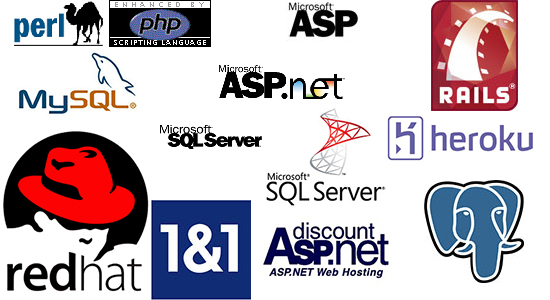 perl
ENHANCED BY
php
SCRIPTING LANGUAGE
Microsoft
ASP
RAILS®
MySQL®
Microsoft
ASP.net
Microsoft
SQL Server
heroku
Microsoft®
SQL Server®
redhat
1&1
discount
ASP.net
ASP.NET Web Hosting